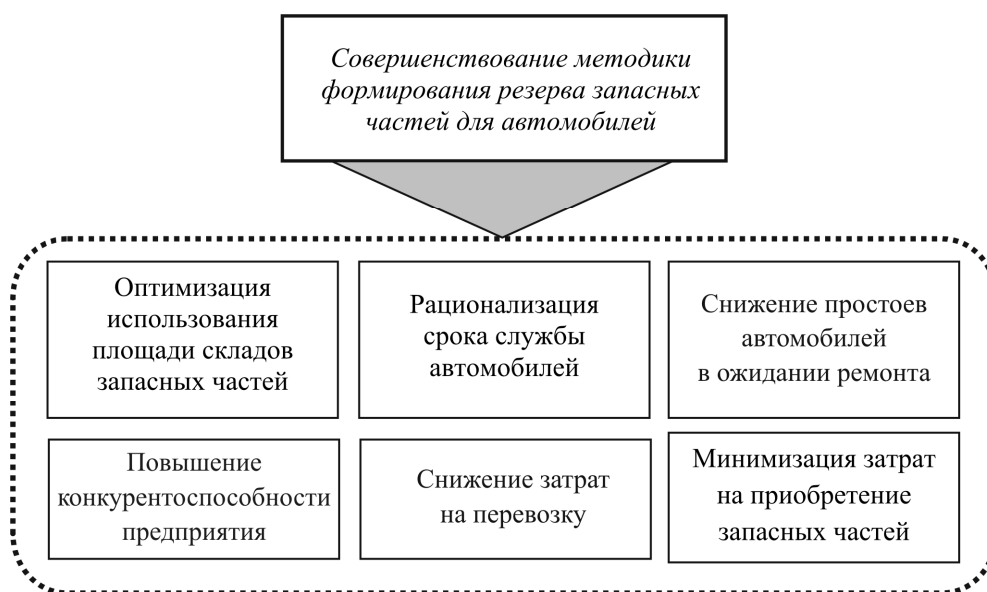 Совершенствование методики
формирования резерва запасных
частей для автомобилей
Оптимизация
использования
площади складов
запасных частей
Рационализация
срока службы
автомобилей
Снижение простоев
автомобилей
в ожидании ремонта
Повышение
конкурентоспособности
предприятия
Снижение затрат
на перевозку
Минимизация затрат
на приобретение
запасных частей